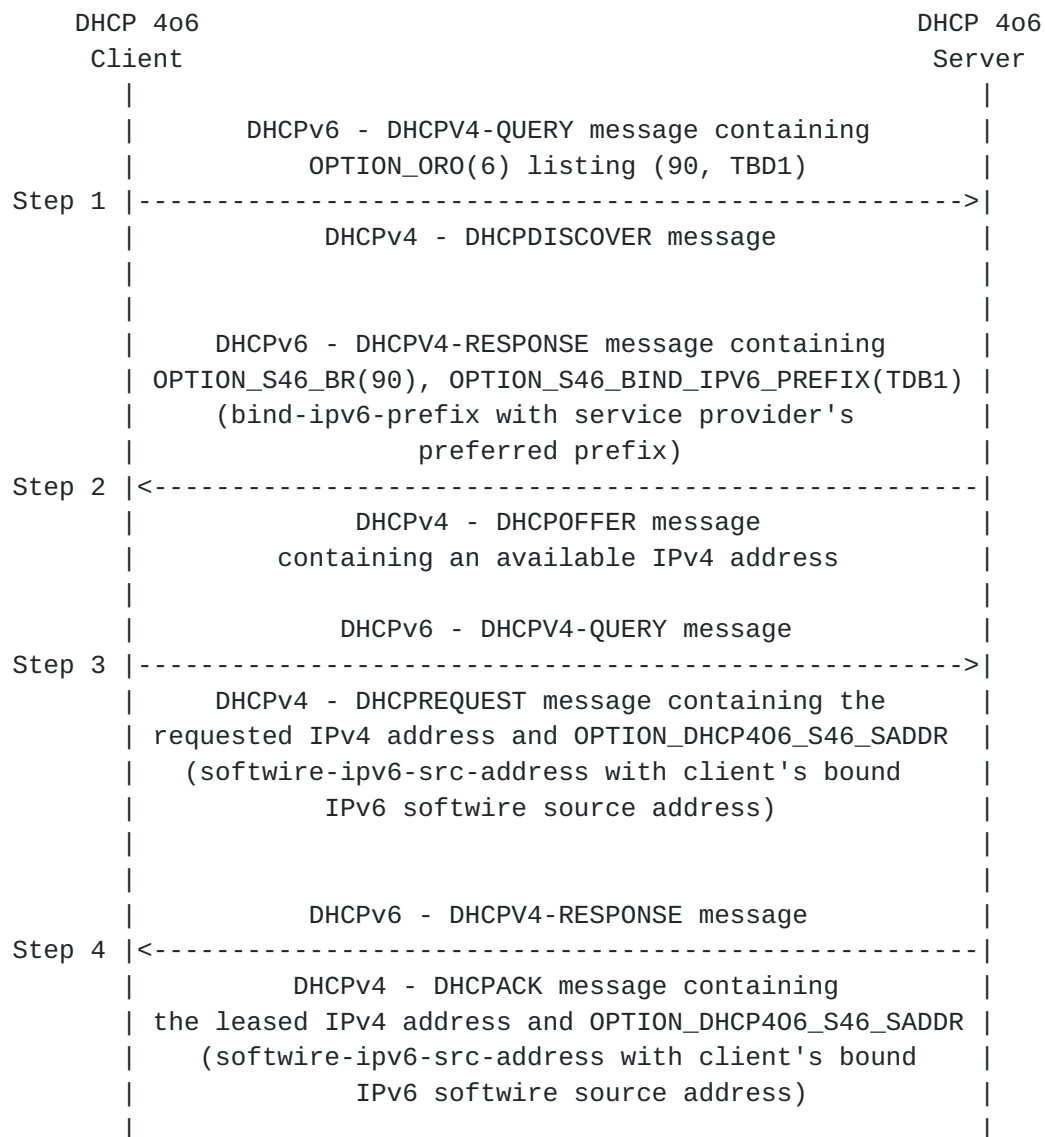 DHCP 4o6 DHCP 4o6
Client Server
| |
| DHCPv6 - DHCPV4-QUERY message containing |
| OPTION_ORO(6) listing (90, TBD1) |
Step 1 |----------------------------------------------------->|
| DHCPv4 - DHCPDISCOVER message |
| |
| |
| DHCPv6 - DHCPV4-RESPONSE message containing |
| OPTION_S46_BR(90), OPTION_S46_BIND_IPV6_PREFIX(TDB1) |
| (bind-ipv6-prefix with service provider's |
| preferred prefix) |
Step 2 |<-----------------------------------------------------|
| DHCPv4 - DHCPOFFER message |
| containing an available IPv4 address |
| |
| DHCPv6 - DHCPV4-QUERY message |
Step 3 |----------------------------------------------------->|
| DHCPv4 - DHCPREQUEST message containing the |
| requested IPv4 address and OPTION_DHCP4O6_S46_SADDR |
| (softwire-ipv6-src-address with client's bound |
| IPv6 softwire source address) |
| |
| |
| DHCPv6 - DHCPV4-RESPONSE message |
Step 4 |<-----------------------------------------------------|
| DHCPv4 - DHCPACK message containing |
| the leased IPv4 address and OPTION_DHCP4O6_S46_SADDR |
| (softwire-ipv6-src-address with client's bound |
| IPv6 softwire source address) |
| |